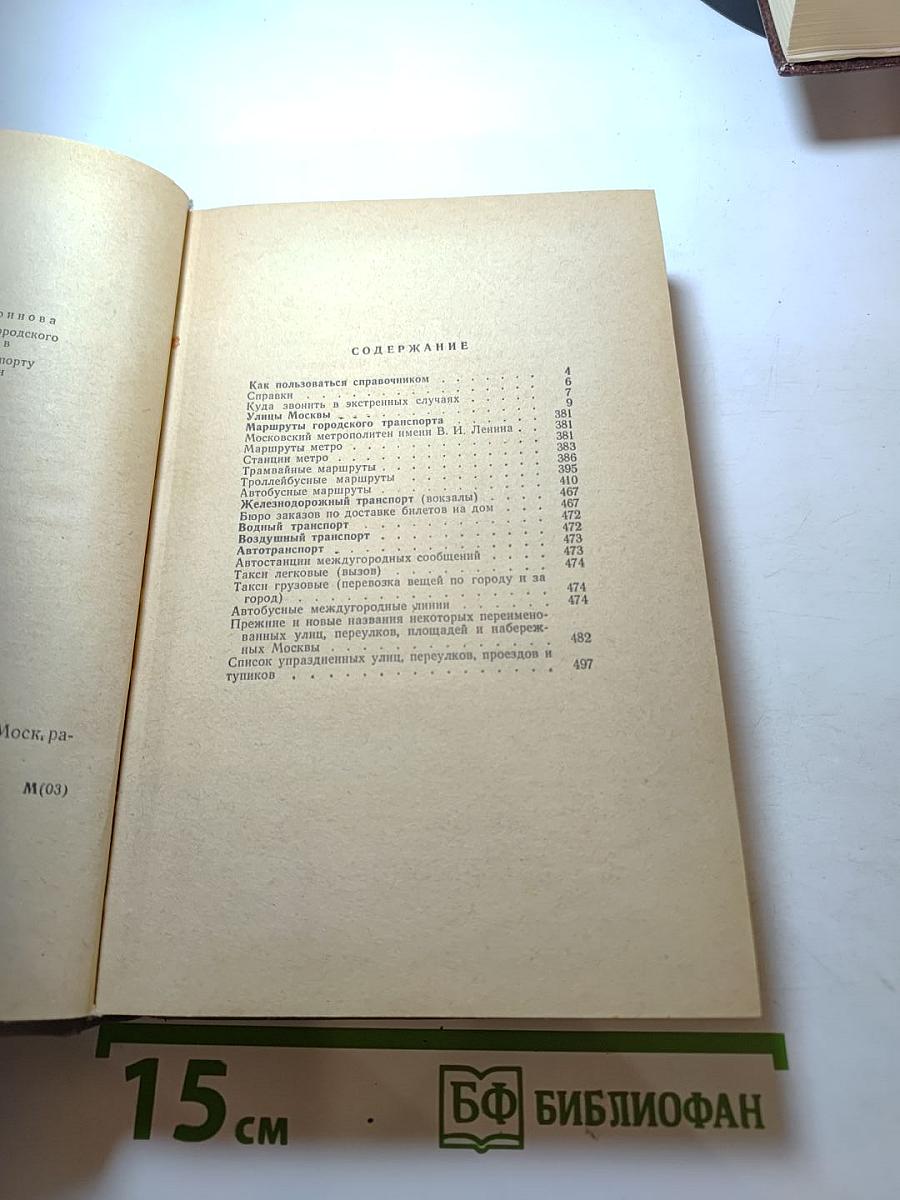 ринова
ородского
в
порту
н
Моск. ра-
М(03)
СОДЕРЖАНИЕ
Как пользоваться справочником . . . . . . 4
Справки . . . . . . . . . . . . 6
Куда звонить в экстренных случаях . . . . . 7
Улицы Москвы . . . . . . . . . . . 9
Маршруты городского транспорта . . . . . 381
Московский метрополитен имени В. И. Ленина . . 381
Маршруты метро . . . . . . . . . . 381
Станции метро . . . . . . . . . . . 383
Трамвайные маршруты . . . . . . . . . 386
Троллейбусные маршруты . . . . . . . . 395
Автобусные маршруты . . . . . . . . . 410
Железнодорожный транспорт (вокзалы) . . . . 467
Бюро заказов по доставке билетов на дом . . . 467
Водный транспорт . . . . . . . . . . 472
Воздушный транспорт . . . . . . . . . 472
Автотранспорт . . . . . . . . . . . 473
Автостанции междугородных сообщений . . . . 473
Такси легковые (вызов) . . . . . . . . 474
Такси грузовые (перевозка вещей по городу и за
город) . . . . . . . . . . . . . 474
Автобусные междугородные линии . . . . . . 474
Прежние и новые названия некоторых переимено-
ванных улиц, переулков, площадей и набереж-
ных Москвы . . . . . . . . . . . . 482
Список упраздненных улиц, переулков, проездов и
тупиков . . . . . . . . . . . . . 497
15 см
БФ БИБЛИОФАН